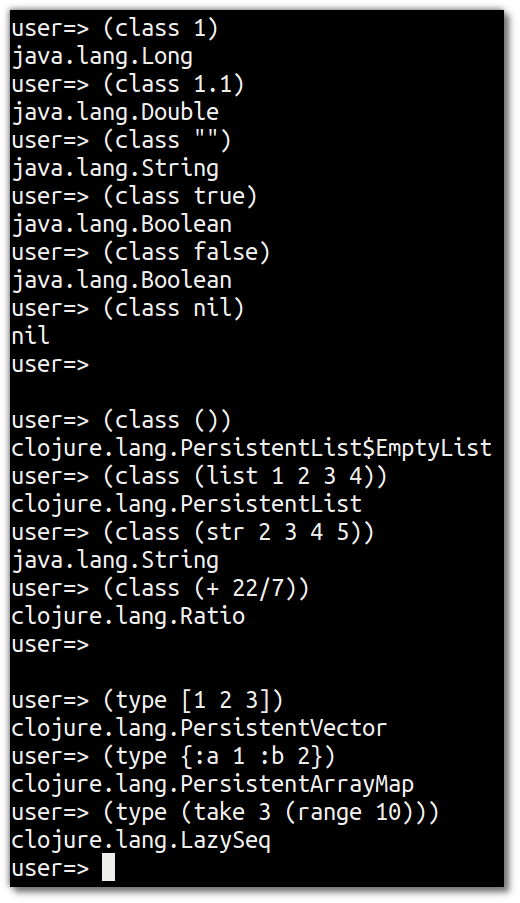 user=> (class 1)
java.lang.Long
user=> (class 1.1)
java.lang.Double
user=> (class "")
java.lang.String
user=> (class true)
java.lang.Boolean
user=> (class false)
java.lang.Boolean
user=> (class nil)
nil
user=>
user=> (class ())
clojure.lang.PersistentList$EmptyList
user=> (class (list 1 2 3 4))
clojure.lang.PersistentList
user=> (class (str 2 3 4 5))
java.lang.String
user=> (class (+ 22/7))
clojure.lang.Ratio
user=>
user=> (type [1 2 3])
clojure.lang.PersistentVector
user=> (type {:a 1 :b 2})
clojure.lang.PersistentArrayMap
user=> (type (take 3 (range 10)))
clojure.lang.LazySeq
user=>